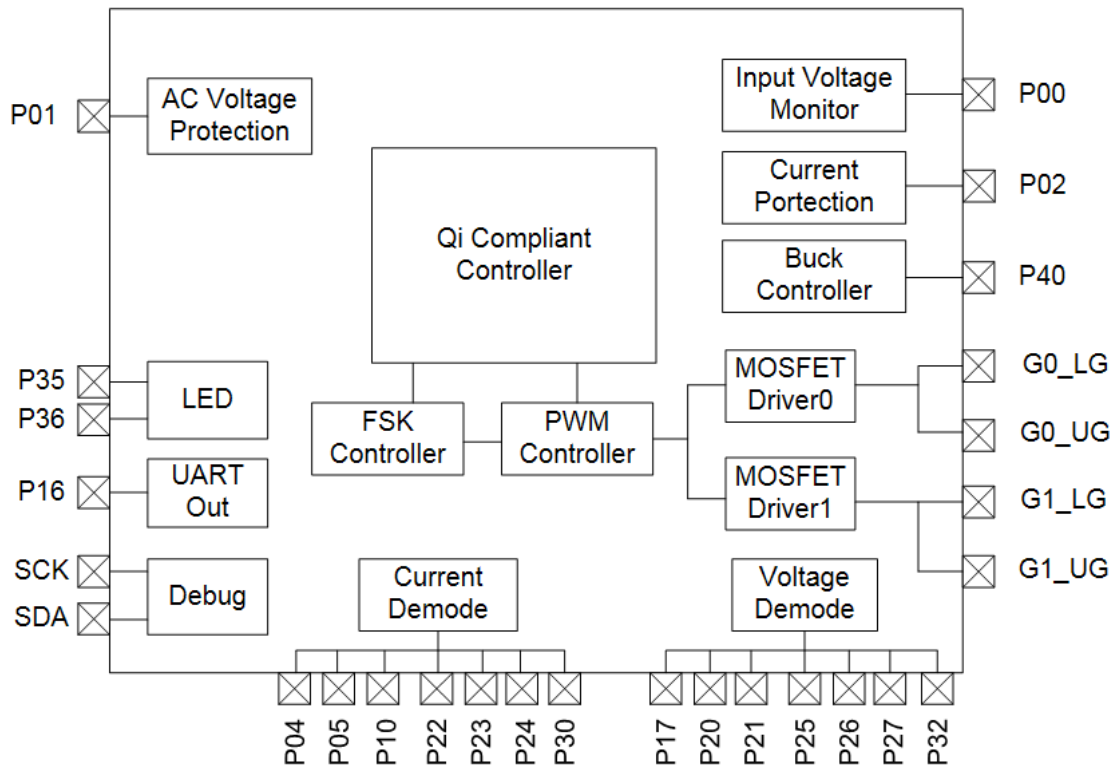 P01
AC Voltage
Protection
Input Voltage
Monitor
P00
Current
Portection
P02
Qi Compliant
Controller
Buck
Controller
P40
P35
P36
LED
FSK
Controller
PWM
Controller
MOSFET
Driver0
G0_LG
G0_UG
P16
UART
Out
MOSFET
Driver1
G1_LG
G1_UG
SCK
SDA
Debug
Current
Demode
Voltage
Demode
P04
P05
P10
P22
P23
P24
P30
P17
P20
P21
P25
P26
P27
P32